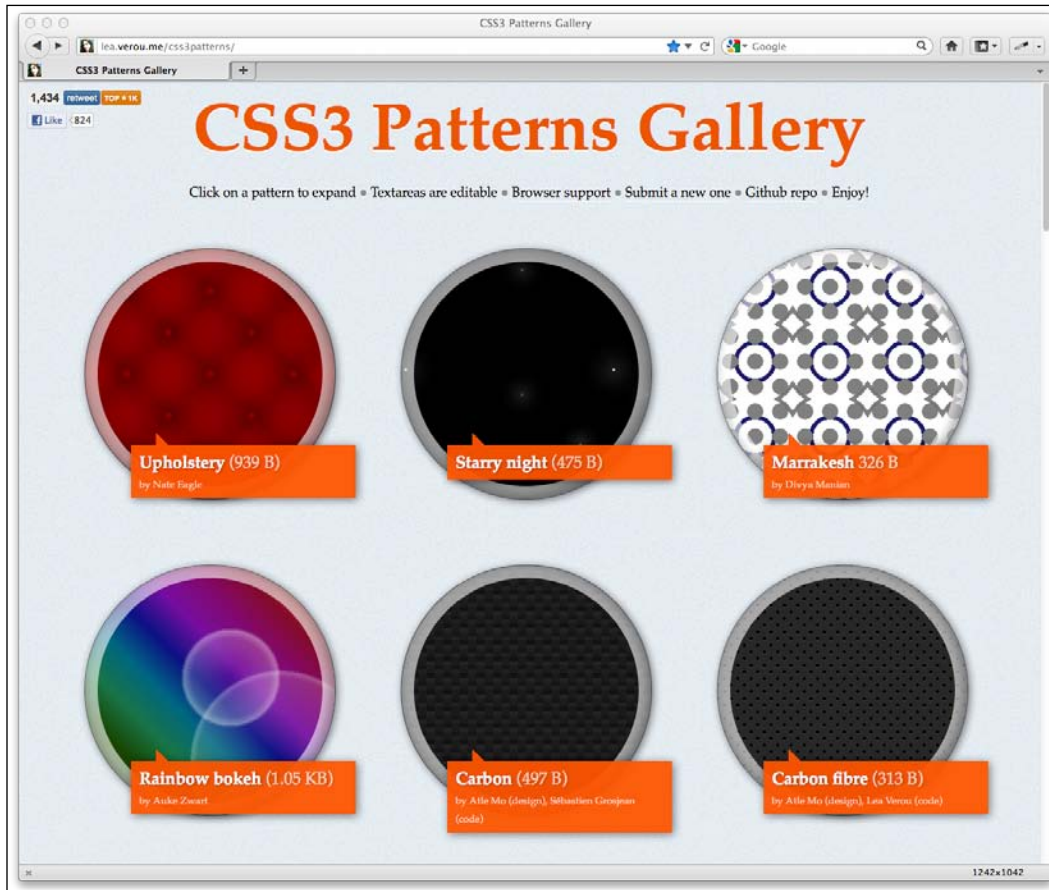 CSS3 Patterns Gallery
lea.verou.me/css3patterns/
Google
CSS3 Patterns Gallery
+
1,434 retweet TOP #1K
Like 824
CSS3 Patterns Gallery
Click on a pattern to expand • Textareas are editable • Browser support • Submit a new one • Github repo • Enjoy!
Upholstery (939 B)
by Nate Eagle
Starry night (475 B)
Marrakesh 326 B
by Divya Manian
Rainbow bokeh (1.05 KB)
by Auke Zwart
Carbon (497 B)
by Atle Mo (design), Sébastien Grosjean
(code)
Carbon fibre (313 B)
by Atle Mo (design), Lea Verou (code)
1242x1042